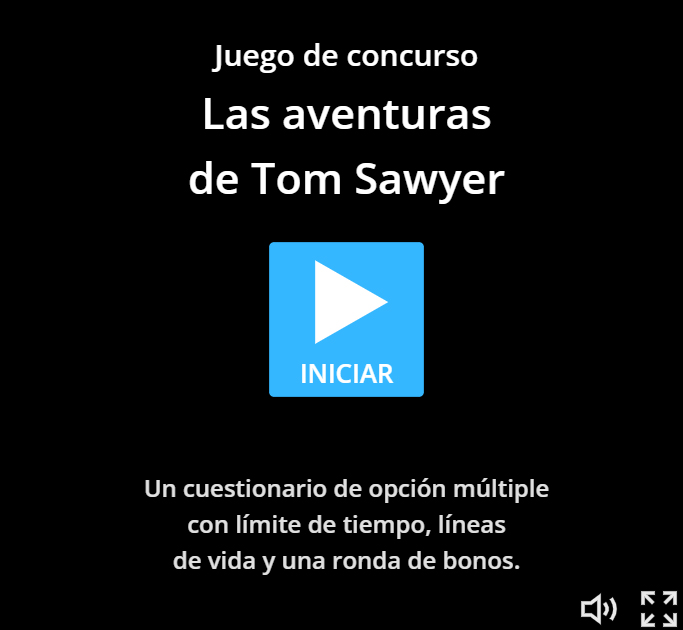 Juego de concurso
Las aventuras
de Tom Sawyer
INICIAR
Un cuestionario de opción múltiple
con límite de tiempo, líneas
de vida y una ronda de bonos.